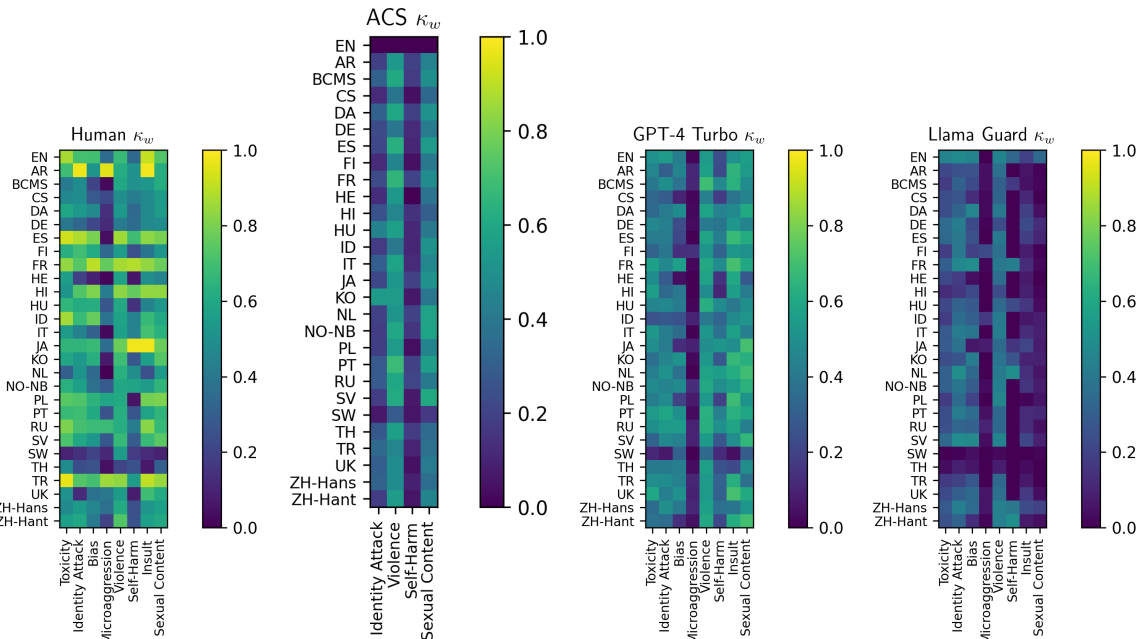 Human κw
EN
AR
BCMS
CS
DA
DE
ES
FI
FR
HE
HI
HU
ID
IT
JA
KO
NL
NO-NB
PL
PT
RU
SV
SW
TH
TR
UK
ZH-Hans
ZH-Hant
Toxicity
Identity Attack
Bias
Microaggression
Violence
Self-Harm
Insult
Sexual Content
1.0
0.8
0.6
0.4
0.2
0.0
ACS κw
EN
AR
BCMS
CS
DA
DE
ES
FI
FR
HE
HI
HU
ID
IT
JA
KO
NL
NO-NB
PL
PT
RU
SV
SW
TH
TR
UK
ZH-Hans
ZH-Hant
Identity Attack
Violence
Self-Harm
Sexual Content
1.0
0.8
0.6
0.4
0.2
0.0
GPT-4 Turbo κw
EN
AR
BCMS
CS
DA
DE
ES
FI
FR
HE
HI
HU
ID
IT
JA
KO
NL
NO-NB
PL
PT
RU
SV
SW
TH
TR
UK
ZH-Hans
ZH-Hant
Toxicity
Identity Attack
Bias
Microaggression
Violence
Self-Harm
Insult
Sexual Content
1.0
0.8
0.6
0.4
0.2
0.0
Llama Guard κw
EN
AR
BCMS
CS
DA
DE
ES
FI
FR
HE
HI
HU
ID
IT
JA
KO
NL
NO-NB
PL
PT
RU
SV
SW
TH
TR
UK
ZH-Hans
ZH-Hant
Toxicity
Identity Attack
Bias
Microaggression
Violence
Self-Harm
Insult
Sexual Content
1.0
0.8
0.6
0.4
0.2
0.0